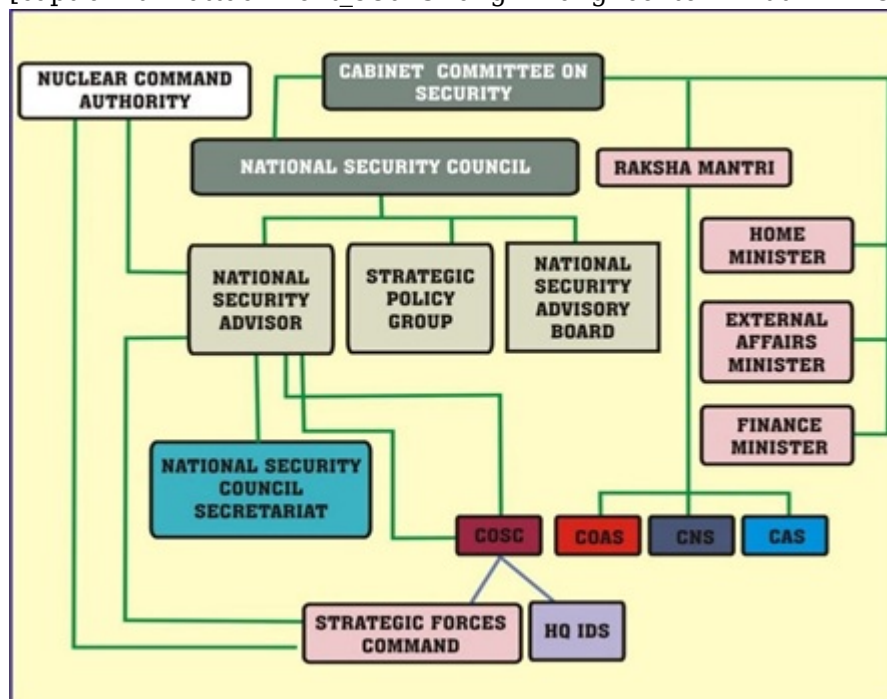 NUCLEAR COMMAND
AUTHORITY
CABINET COMMITTEE ON
SECURITY
NATIONAL SECURITY COUNCIL
RAKSHA MANTRI
HOME
MINISTER
NATIONAL
SECURITY
ADVISOR
STRATEGIC
POLICY
GROUP
NATIONAL
SECURITY
ADVISORY
BOARD
EXTERNAL
AFFAIRS
MINISTER
FINANCE
MINISTER
NATIONAL SECURITY
COUNCIL
SECRETARIAT
COSC
COAS
CNS
CAS
STRATEGIC FORCES
COMMAND
HQ IDS